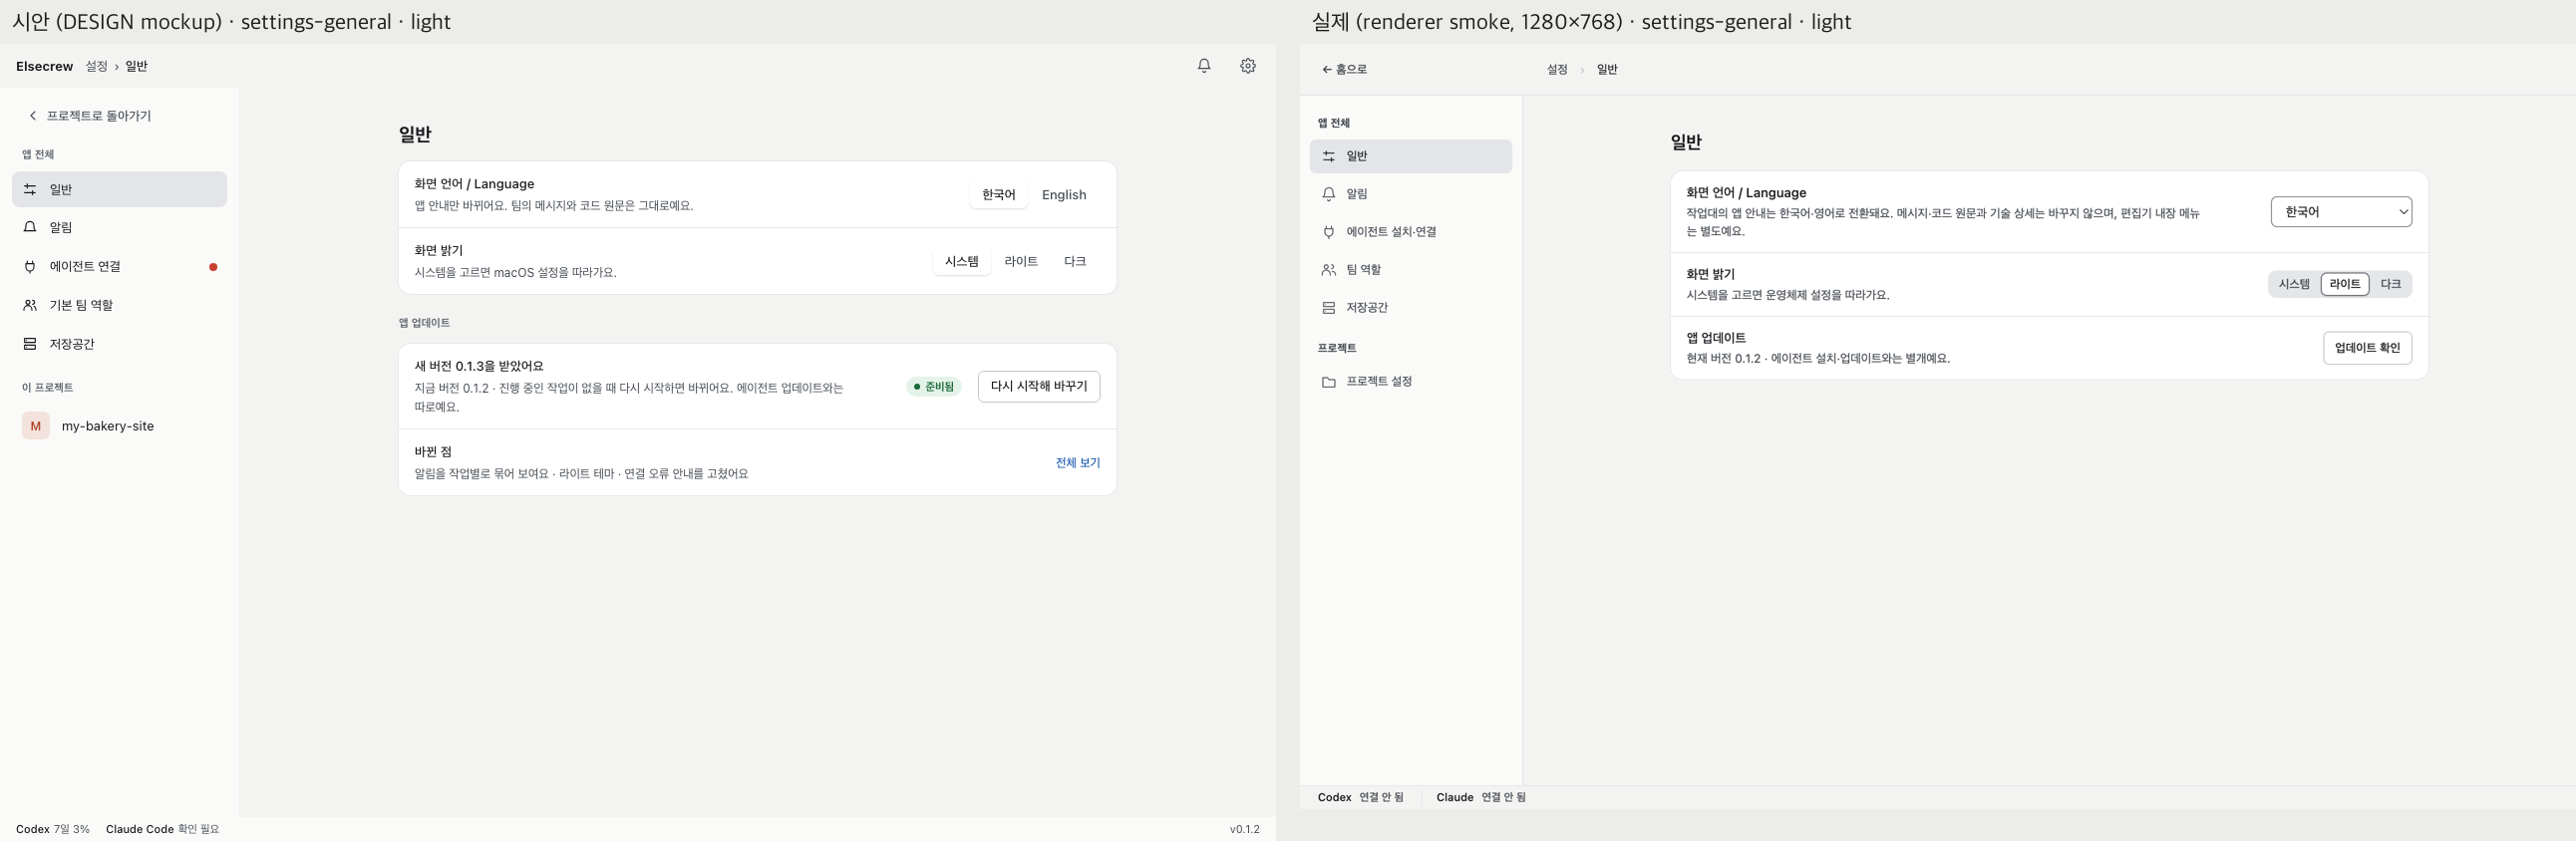 시안 (DESIGN mockup) · settings-general · light
Elsecrew 설정 › 일반
프로젝트로 돌아가기
앱 전체
일반
알림
에이전트 연결
기본 팀 역할
저장공간
이 프로젝트
M my-bakery-site
일반
화면 언어 / Language
앱 안내만 바뀌어요. 팀의 메시지와 코드 원문은 그대로예요.
한국어 English
화면 밝기
시스템을 고르면 macOS 설정을 따라가요.
시스템 라이트 다크
앱 업데이트
새 버전 0.1.3을 받았어요
지금 버전 0.1.2 · 진행 중인 작업이 없을 때 다시 시작하면 바뀌어요. 에이전트 업데이트와는
따로예요.
준비됨 다시 시작해 바꾸기
바뀐 점
알림을 작업별로 묶어 보여요 · 라이트 테마 · 연결 오류 안내를 고쳤어요
전체 보기
Codex 7일 3% Claude Code 확인 필요
v0.1.2
실제 (renderer smoke, 1280×768) · settings-general · light
← 홈으로
설정 › 일반
앱 전체
일반
알림
에이전트 설치·연결
팀 역할
저장공간
프로젝트
프로젝트 설정
일반
화면 언어 / Language
작업대의 앱 안내는 한국어·영어로 전환돼요. 메시지·코드 원문과 기술 상세는 바꾸지 않으며, 편집기 내장 메뉴
는 별도예요.
한국어
화면 밝기
시스템을 고르면 운영체제 설정을 따라가요.
시스템 라이트 다크
앱 업데이트
현재 버전 0.1.2 · 에이전트 설치·업데이트와는 별개예요.
업데이트 확인
Codex 연결 안 됨 Claude 연결 안 됨